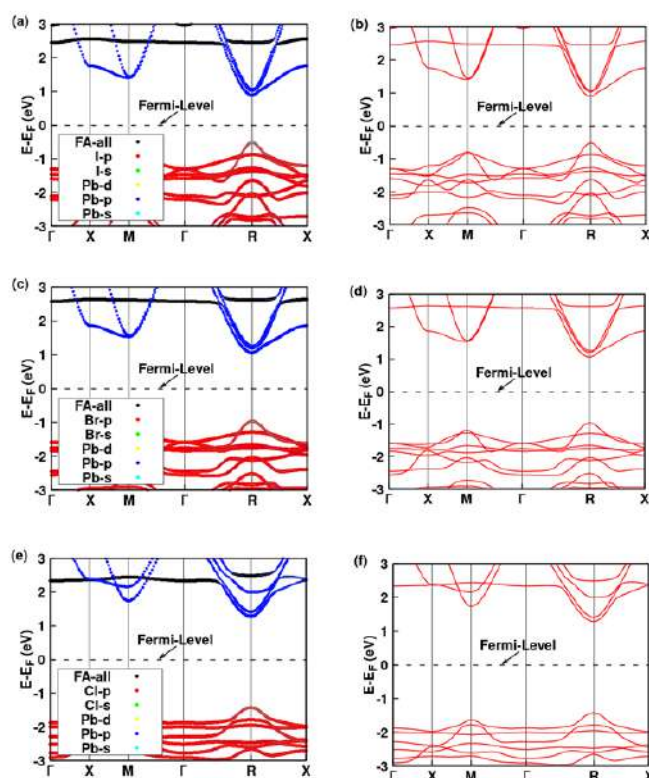 (a)
3
2
1
0
-1
-2
-3
E-E_F (eV)
Fermi-Level
FA-all
I-p
I-s
Pb-d
Pb-p
Pb-s
Γ X M Γ R X
(b)
3
2
1
0
-1
-2
-3
E-E_F (eV)
Fermi-Level
Γ X M Γ R X
(c)
3
2
1
0
-1
-2
-3
E-E_F (eV)
Fermi-Level
FA-all
Br-p
Br-s
Pb-d
Pb-p
Pb-s
Γ X M Γ R X
(d)
3
2
1
0
-1
-2
-3
E-E_F (eV)
Fermi-Level
Γ X M Γ R X
(e)
3
2
1
0
-1
-2
-3
E-E_F (eV)
Fermi-Level
FA-all
Cl-p
Cl-s
Pb-d
Pb-p
Pb-s
Γ X M Γ R X
(f)
3
2
1
0
-1
-2
-3
E-E_F (eV)
Fermi-Level
Γ X M Γ R X